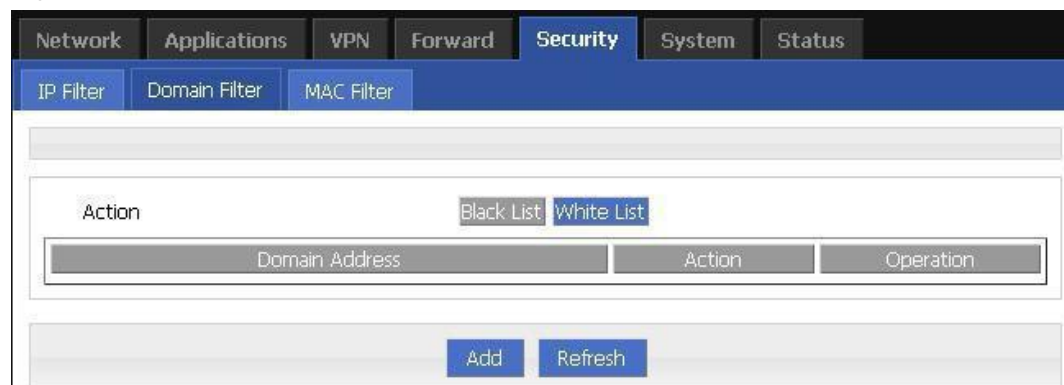 Network Applications VPN Forward Security System Status
IP Filter Domain Filter MAC Filter
Action Black List White List
Domain Address Action Operation
Add Refresh